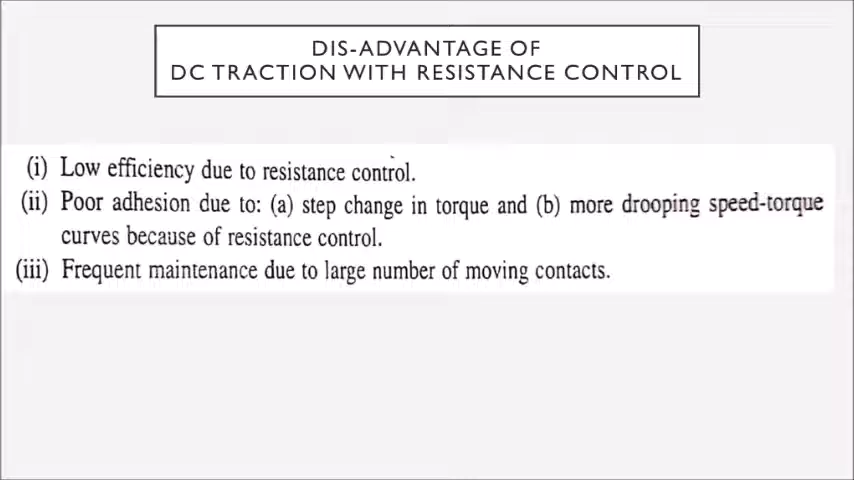 DIS-ADVANTAGE OF
DC TRACTION WITH RESISTANCE CONTROL
(i) Low efficiency due to resistance control.
(ii) Poor adhesion due to: (a) step change in torque and (b) more drooping speed-torque
curves because of resistance control.
(iii) Frequent maintenance due to large number of moving contacts.